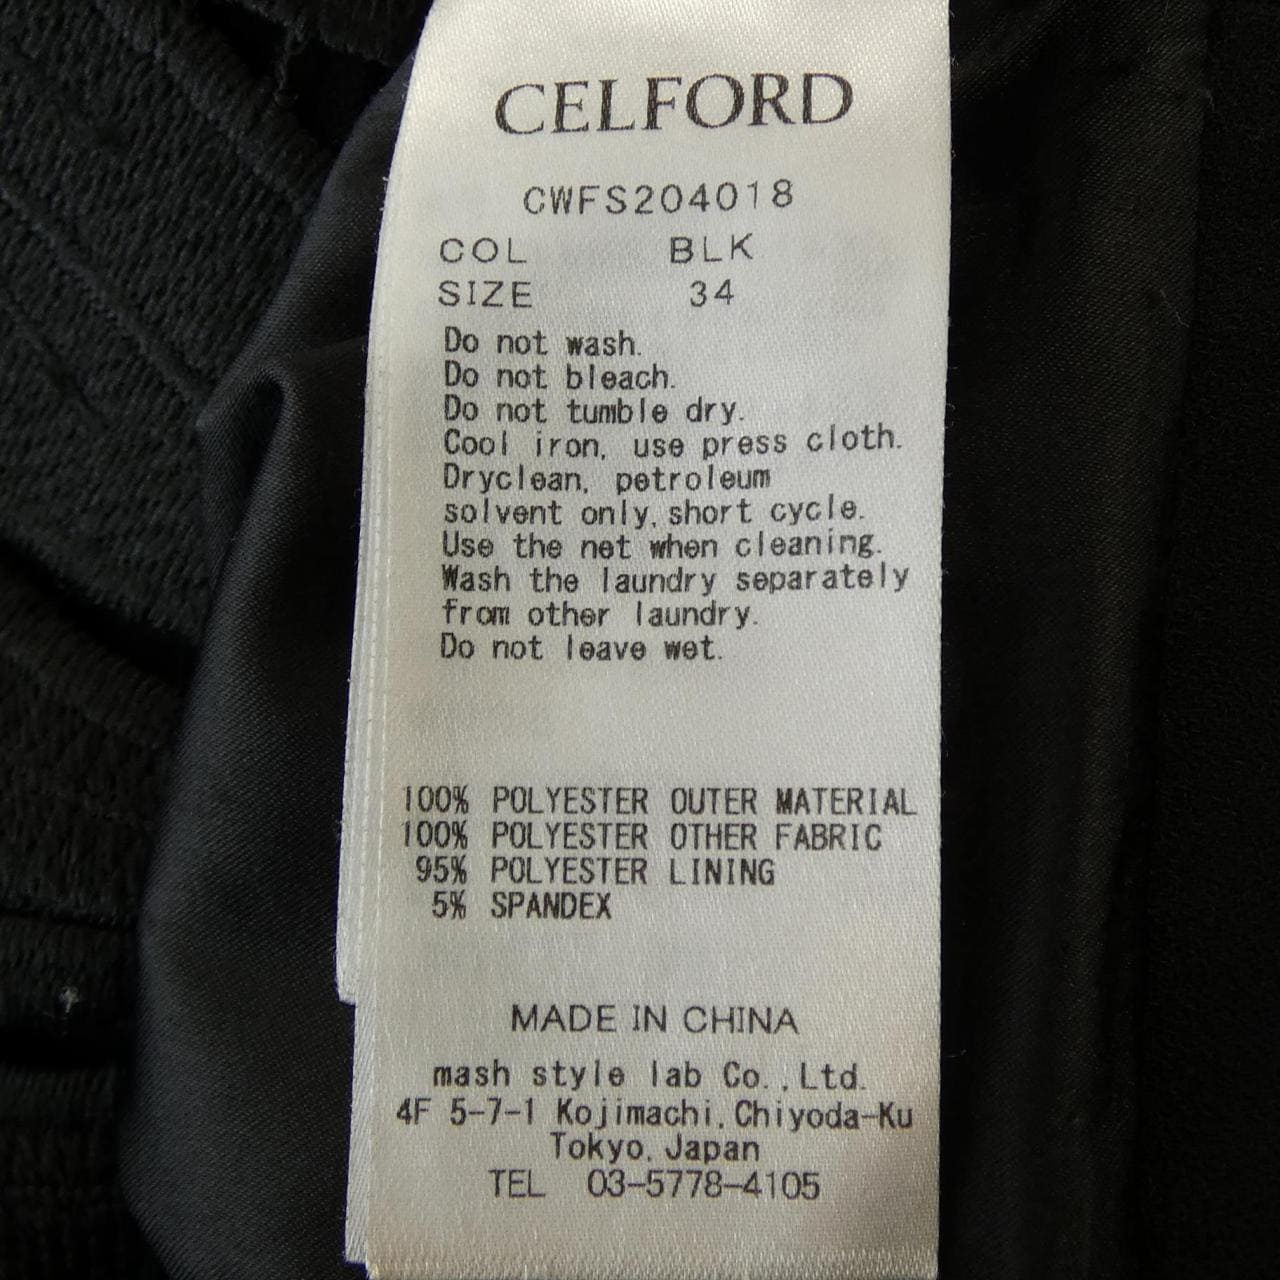 CELFORD
CWFS204018
COL BLK
SIZE 34
Do not wash.
Do not bleach.
Do not tumble dry.
Cool iron, use press cloth.
Dryclean, petroleum
solvent only, short cycle.
Use the net when cleaning.
Wash the laundry separately
from other laundry.
Do not leave wet.
100% POLYESTER OUTER MATERIAL
100% POLYESTER OTHER FABRIC
95% POLYESTER LINING
5% SPANDEX
MADE IN CHINA
mash style lab Co.,Ltd.
4F 5-7-1 Kojimachi,Chiyoda-Ku
Tokyo,Japan
TEL 03-5778-4105